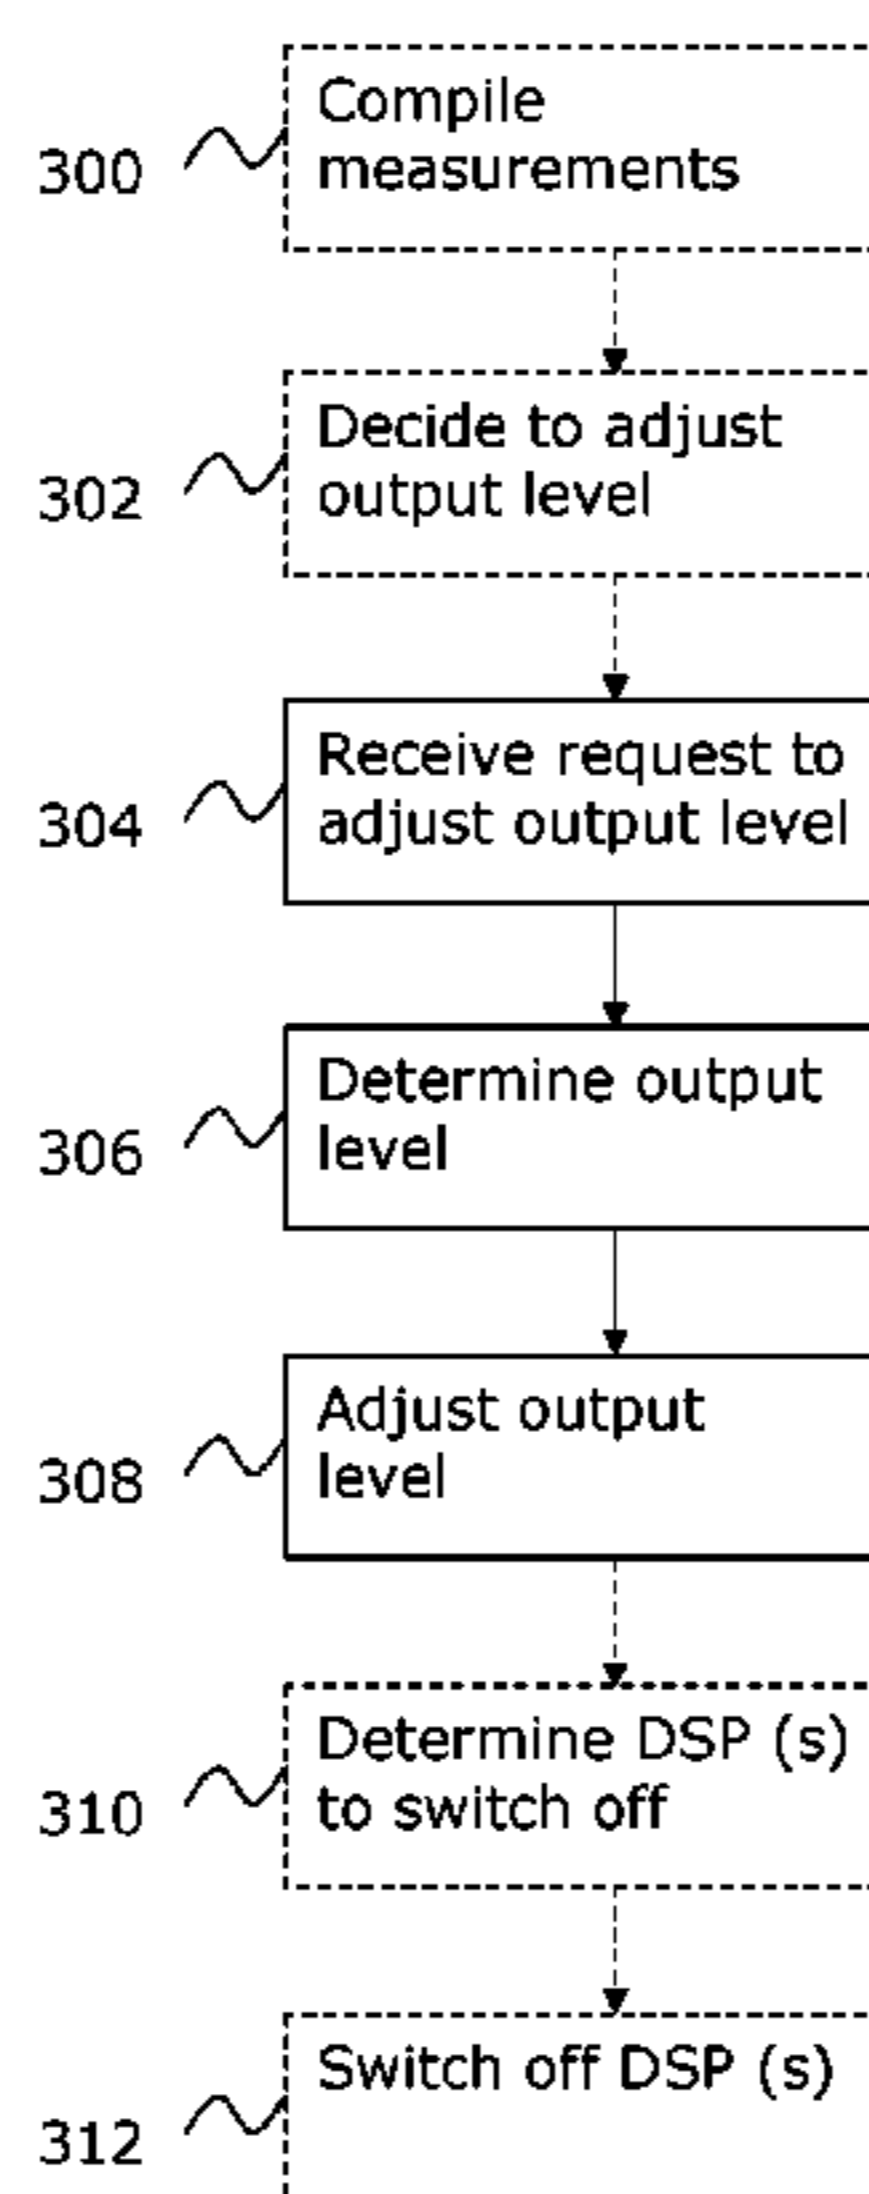 Compile
measurements
300
Decide to adjust
output level
302
Receive request to
adjust output level
304
Determine output
level
306
Adjust output
level
308
Determine DSP (s)
to switch off
310
Switch off DSP (s)
312